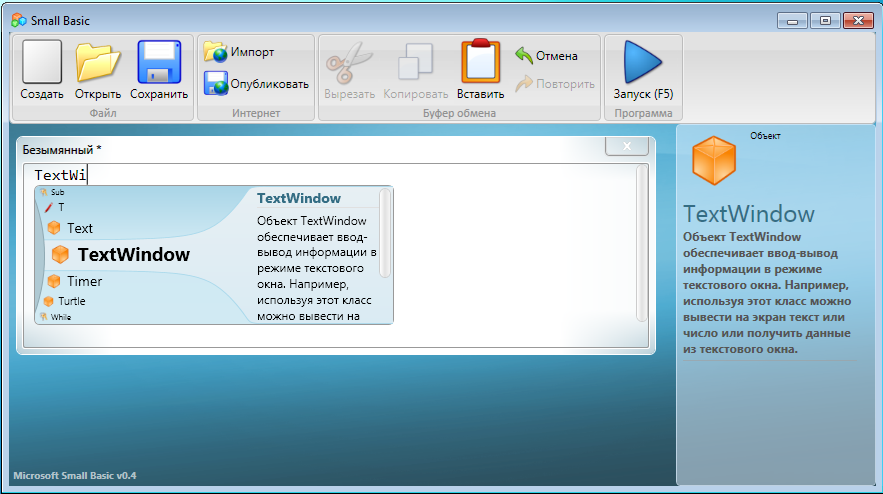 Small Basic
Создать
Открыть
Сохранить
Файл
Импорт
Опубликовать
Интернет
Вырезать
Копировать
Вставить
Отмена
Повторить
Буфер обмена
Запуск (F5)
Программа
Безымянный *
TextWi
Sub
T
Text
TextWindow
Timer
Turtle
While
TextWindow
Объект TextWindow
обеспечивает ввод-
вывод информации в
режиме текстового
окна. Например,
используя этот класс
можно вывести на
Объект
TextWindow
Объект TextWindow
обеспечивает ввод-вывод
информации в режиме
текстового окна. Например,
используя этот класс можно
вывести на экран текст или
число или получить данные
из текстового окна.
Microsoft Small Basic v0.4